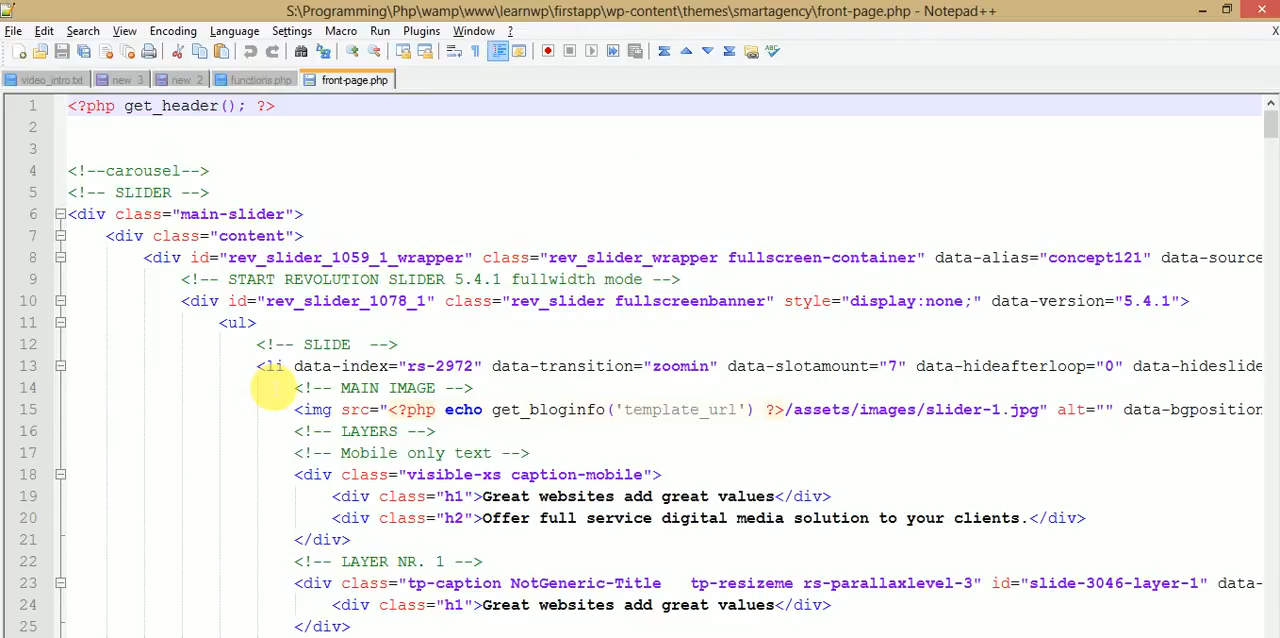 S:\Programming\Php\wamp\www\learnwp\firstapp\wp-content\themes\smartagency\front-page.php - Notepad++
File Edit Search View Encoding Language Settings Macro Run Plugins Window ? X
video_intro.txt new 3 new 2 functions.php front-page.php
1 <?php get_header(); ?>
2
3
4 <!--carousel-->
5 <!-- SLIDER -->
6 <div class="main-slider">
7 <div class="content">
8 <div id="rev_slider_1059_1_wrapper" class="rev_slider_wrapper fullscreen-container" data-alias="concept121" data-source
9 <!-- START REVOLUTION SLIDER 5.4.1 fullwidth mode -->
10 <div id="rev_slider_1078_1" class="rev_slider fullscreenbanner" style="display:none;" data-version="5.4.1">
11 <ul>
12 <!-- SLIDE -->
13 <li data-index="rs-2972" data-transition="zoomin" data-slotamount="7" data-hideafterloop="0" data-hideslide
14 <!-- MAIN IMAGE -->
15 <img src="<?php echo get_bloginfo('template_url') ?>/assets/images/slider-1.jpg" alt="" data-bgposition
16 <!-- LAYERS -->
17 <!-- Mobile only text -->
18 <div class="visible-xs caption-mobile">
19 <div class="h1">Great websites add great values</div>
20 <div class="h2">Offer full service digital media solution to your clients.</div>
21 </div>
22 <!-- LAYER NR. 1 -->
23 <div class="tp-caption NotGeneric-Title tp-resizeme rs-parallaxlevel-3" id="slide-3046-layer-1" data-
24 <div class="h1">Great websites add great values</div>
25 </div>